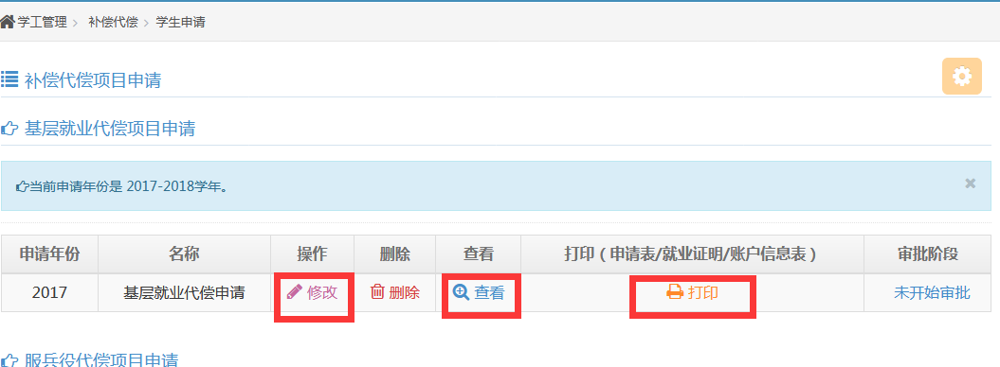 学工管理 > 补偿代偿 > 学生申请
补偿代偿项目申请
基层就业代偿项目申请
当前申请年份是 2017-2018学年。 ×
申请年份 名称 操作 删除 查看 打印（申请表/就业证明/账户信息表） 审批阶段
2017 基层就业代偿申请 修改 删除 查看 打印 未开始审批
服兵役代偿项目申请